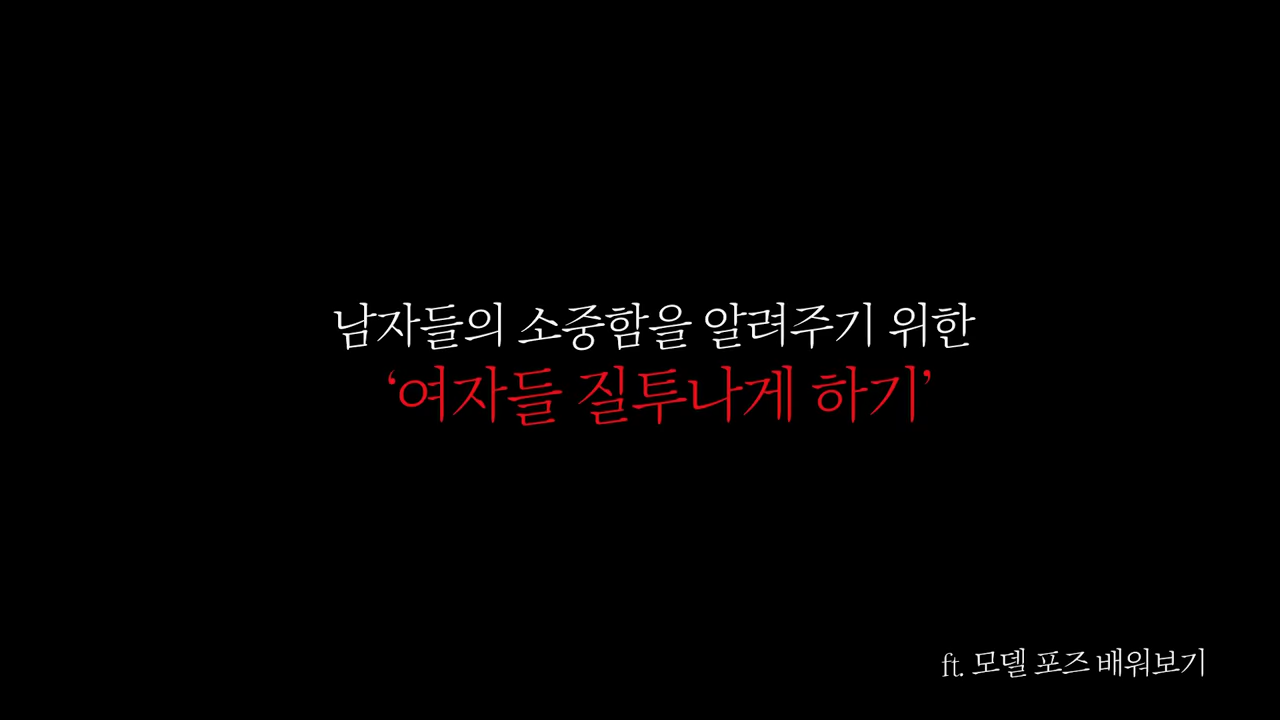 남자들의 소중함을 알려주기 위한
‘여자들 질투나게 하기’
ft. 모델 포즈 배워보기